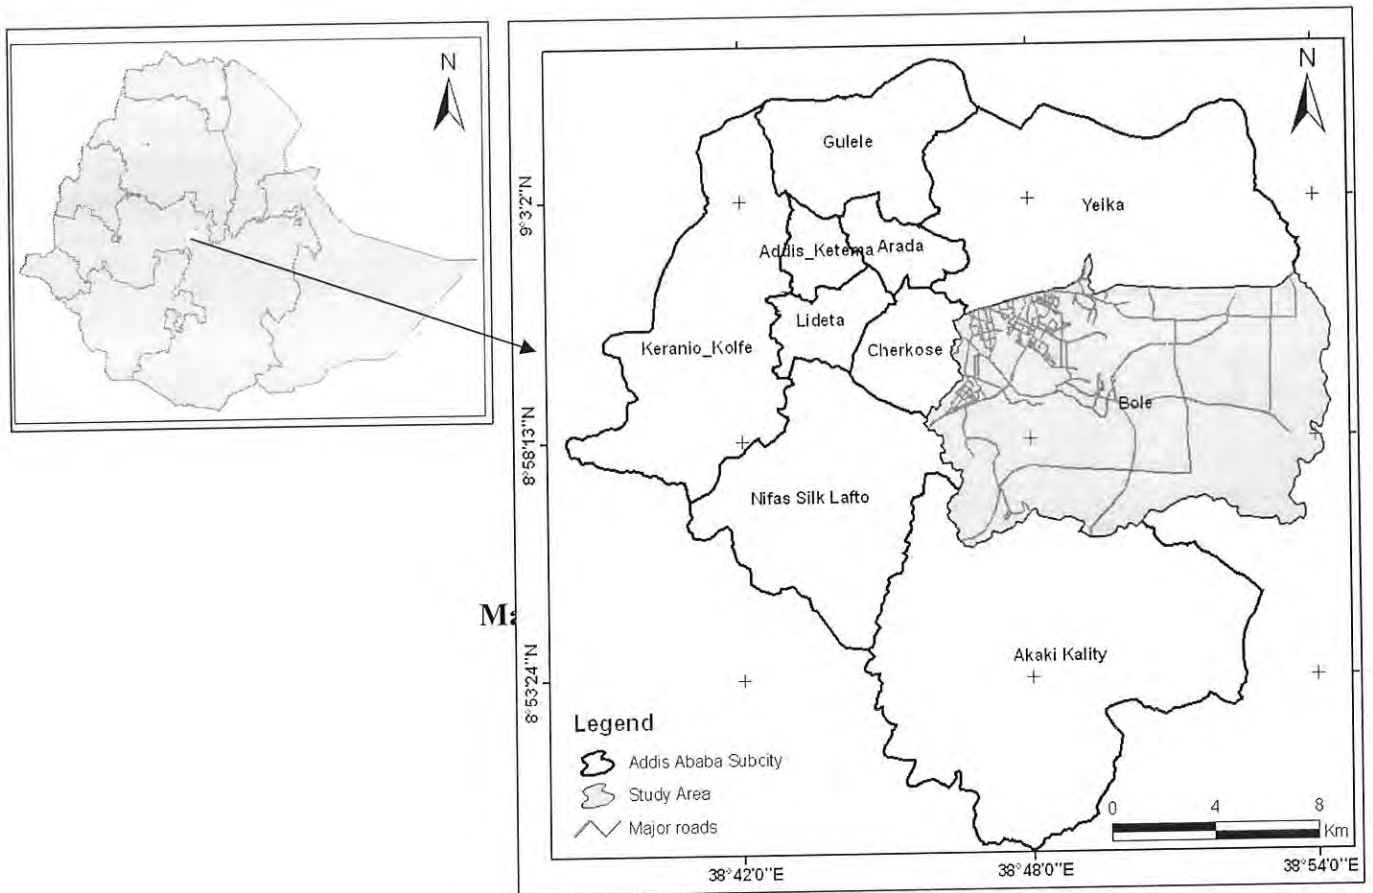 N
N
Gulele
Yeika
9°3'2"N
Addis_Ketema
Arada
Lideta
Keranio_Kolfe
Cherkose
Bole
8°58'13"N
Nifas Silk Lafto
Ma
Akaki Kality
8°53'24"N
Legend
Addis Ababa Subcity
Study Area
Major roads
0 4 8
Km
38°42'0"E 38°48'0"E 38°54'0"E